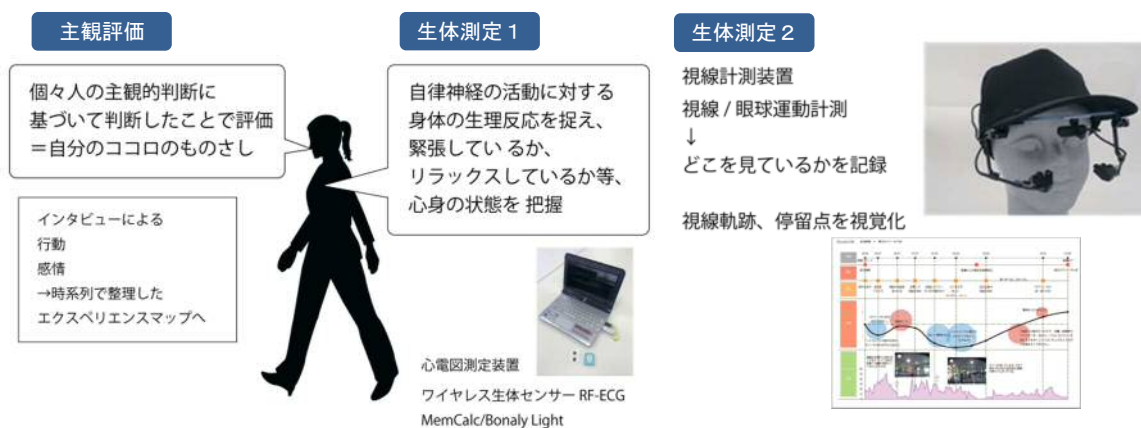 主観評価
個々人の主観的判断に
基づいて判断したことで評価
＝自分のココロのものさし
インタビューによる
行動
感情
→時系列で整理した
エクスペリエンスマップへ
生体測定１
自律神経の活動に対する
身体の生理反応を捉え、
緊張してい るか、
リラックスしているか等、
心身の状態を 把握
心電図測定装置
ワイヤレス生体センサー RF-ECG
MemCalc/Bonaly Light
生体測定２
視線計測装置
視線 / 眼球運動計測
↓
どこを見ているかを記録
視線軌跡、停留点を視覚化